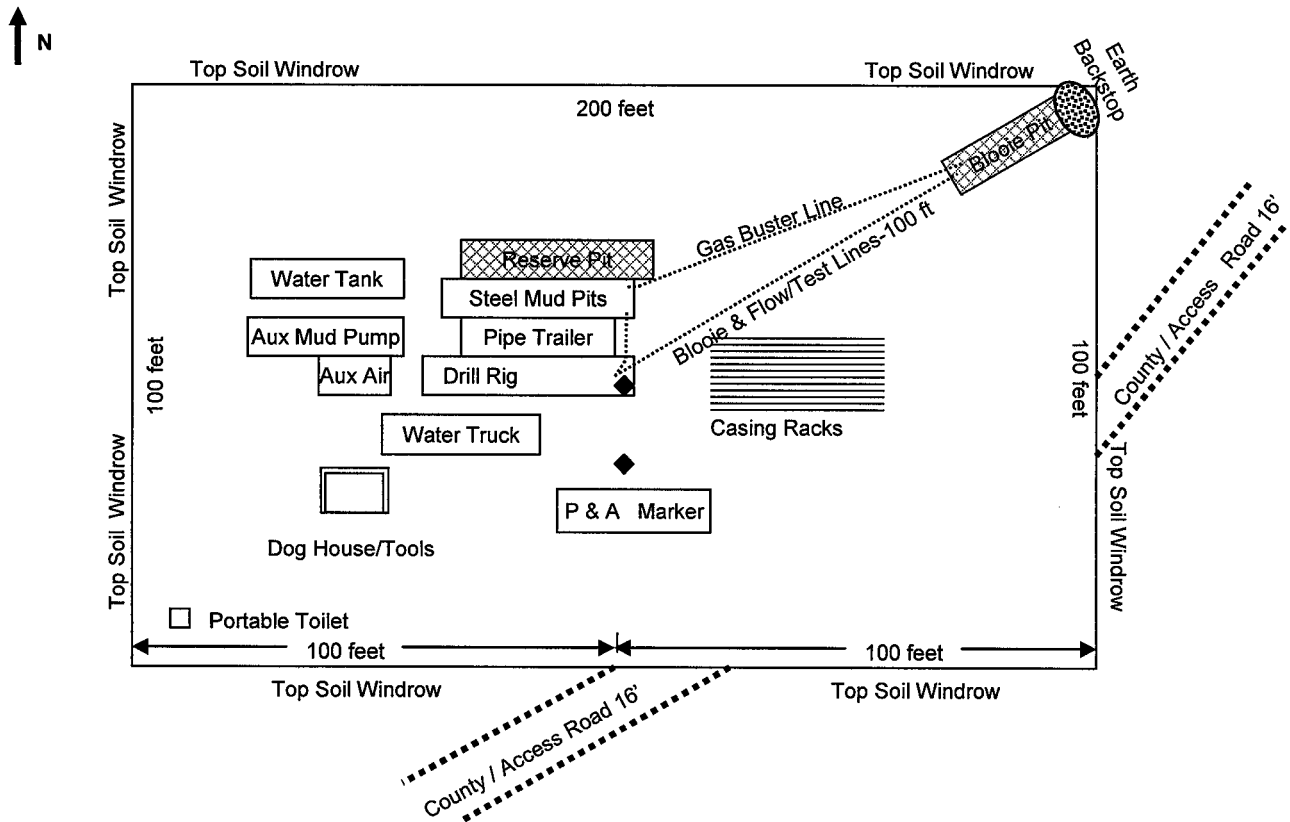 N
Top Soil Windrow
Top Soil Windrow
Earth
Backstop
200 feet
Blooie Pit
Top Soil Windrow
Gas Buster Line
Blooie & Flow/Test Lines-100 ft
County / Access Road 16'
Reserve Pit
Water Tank
Steel Mud Pits
Aux Mud Pump
Pipe Trailer
Aux Air
Drill Rig
100 feet
100 feet
Casing Racks
Water Truck
Top Soil Windrow
Top Soil Windrow
P & A Marker
Dog House/Tools
Portable Toilet
100 feet
100 feet
Top Soil Windrow
Top Soil Windrow
County / Access Road 16'